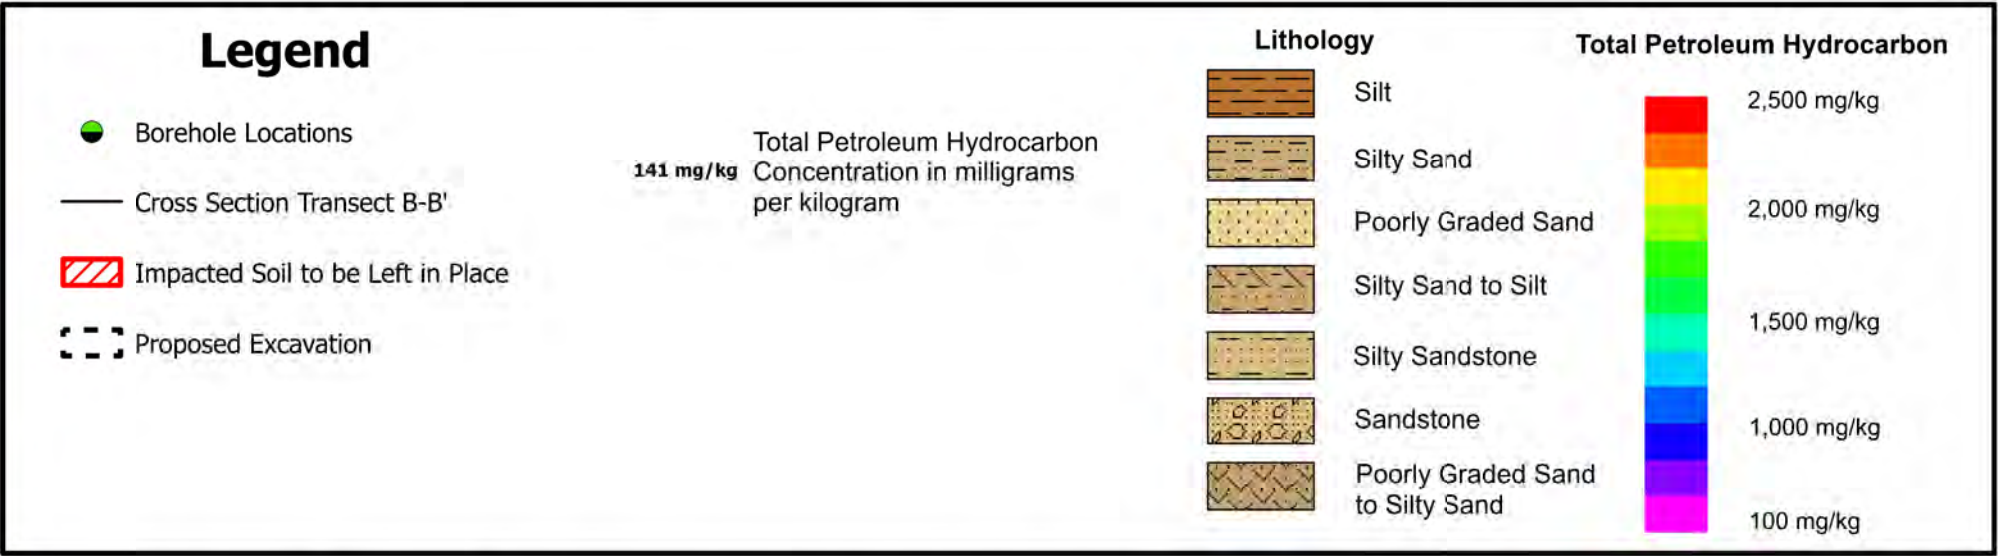 Legend
Borehole Locations
Cross Section Transect B-B'
Impacted Soil to be Left in Place
Proposed Excavation
141 mg/kg
Total Petroleum Hydrocarbon
Concentration in milligrams
per kilogram
Lithology
Silt
Silty Sand
Poorly Graded Sand
Silty Sand to Silt
Silty Sandstone
Sandstone
Poorly Graded Sand
to Silty Sand
Total Petroleum Hydrocarbon
2,500 mg/kg
2,000 mg/kg
1,500 mg/kg
1,000 mg/kg
100 mg/kg